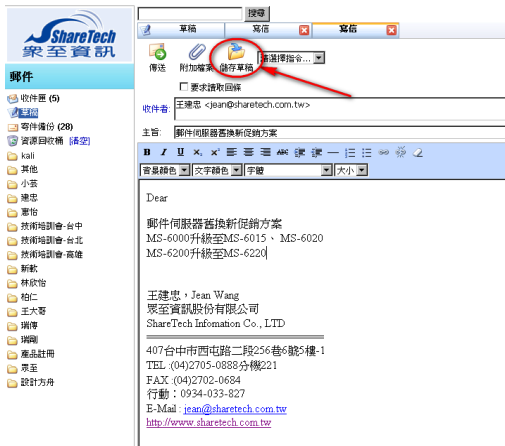 搜尋
ShareTech
眾至資訊
草稿
寫信
寫信
傳送
附加檔案
儲存草稿
請選擇指令...
要求讀取回條
收件者:
王建忠 <jean@sharetech.com.tw>
主旨:
郵件伺服器舊換新促銷方案
郵件
收件匣 (5)
草稿
寄件備份 (28)
資源回收桶 [清空]
kali
其他
小芸
建忠
惠怡
技術培訓會-台中
技術培訓會-台北
技術培訓會-高雄
新軟
林欣怡
柏仁
王大哥
瑞傳
瑞剛
產品註冊
眾至
設計方舟
B I U X₂ X² ABC
背景顏色 文字顏色 字體 大小
Dear
郵件伺服器舊換新促銷方案
MS-6000升級至MS-6015、 MS-6020
MS-6200升級至MS-6220
王建忠，Jean Wang
眾至資訊股份有限公司
ShareTech Infomation Co., LTD
407台中市西屯路二段256巷6號5樓-1
TEL :(04)2705-0888分機221
FAX :(04)2702-0684
行動：0934-033-827
E-Mail : jean@sharetech.com.tw
http://www.sharetech.com.tw